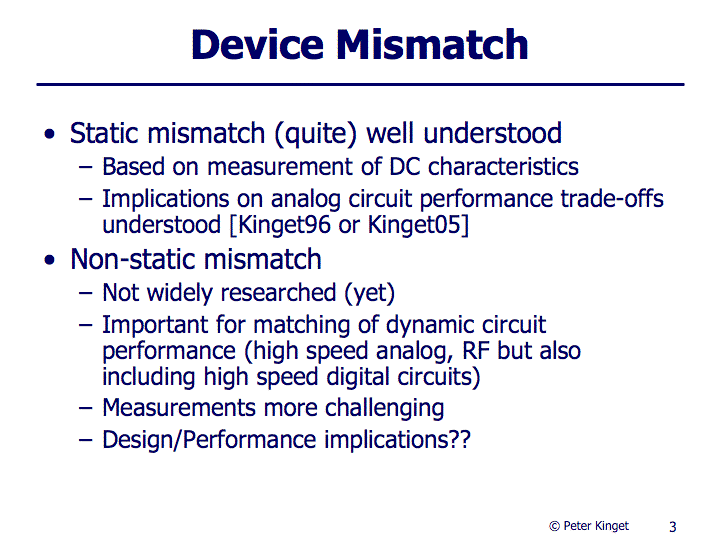 Device Mismatch
• Static mismatch (quite) well understood
– Based on measurement of DC characteristics
– Implications on analog circuit performance trade-offs
understood [Kinget96 or Kinget05]
• Non-static mismatch
– Not widely researched (yet)
– Important for matching of dynamic circuit
performance (high speed analog, RF but also
including high speed digital circuits)
– Measurements more challenging
– Design/Performance implications??
© Peter Kinget 3